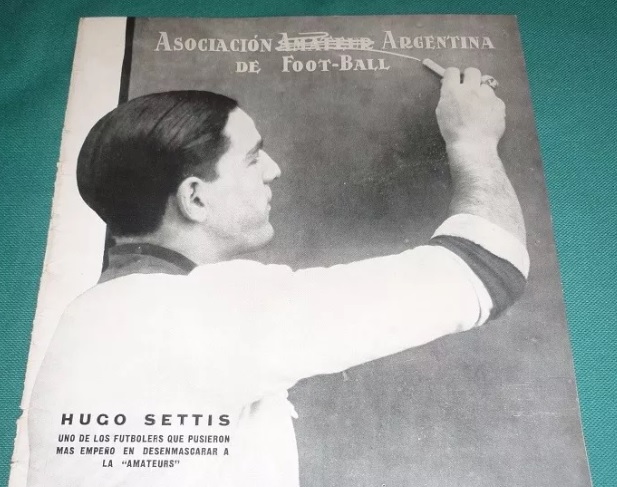 ASOCIACIÓN AMATEUR ARGENTINA
DE FOOT-BALL
HUGO SETTIS
UNO DE LOS FUTBOLERS QUE PUSIERON
MAS EMPEÑO EN DESENMASCARAR A
LA "AMATEURS"